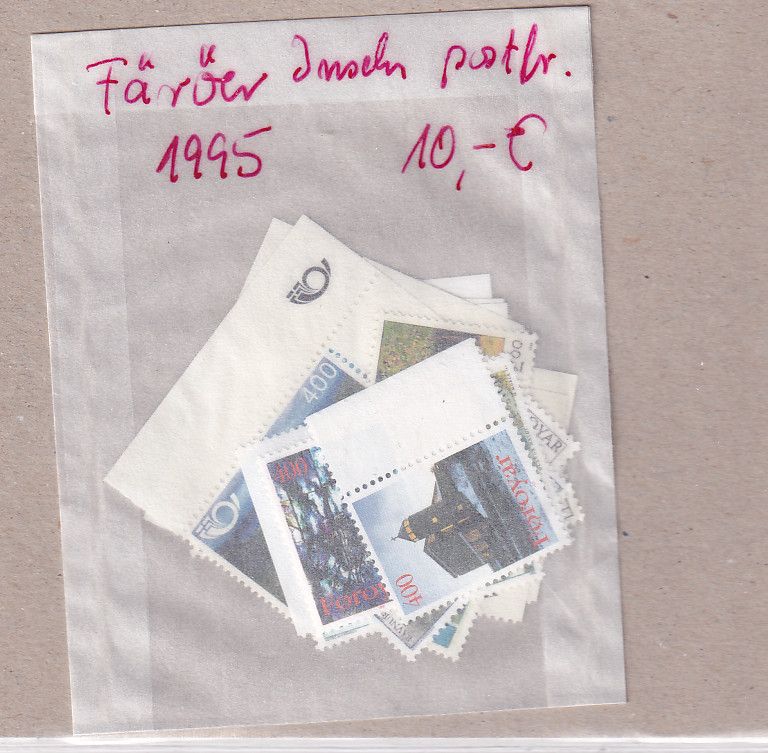 Färöer Inseln postfr.
1995 10,-€
400
400
Føroyar
400